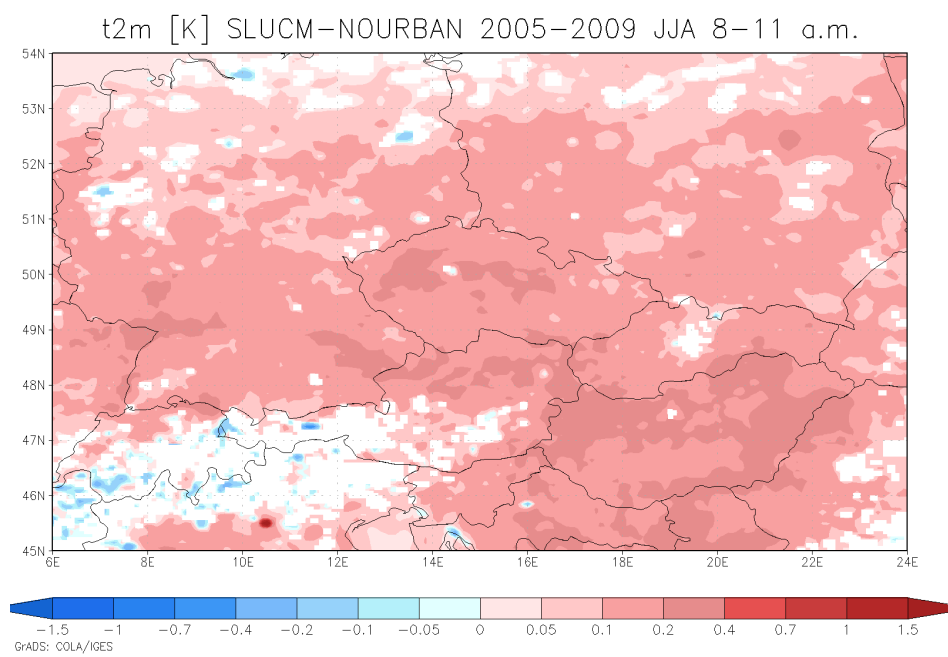 t2m [K] SLUCM−NOURBAN 2005−2009 JJA 8−11 a.m.
54N
53N
52N
51N
50N
49N
48N
47N
46N
45N
6E 8E 10E 12E 14E 16E 18E 20E 22E 24E
−1.5 −1 −0.7 −0.4 −0.2 −0.1 −0.05 0 0.05 0.1 0.2 0.4 0.7 1 1.5
GrADS: COLA/IGES